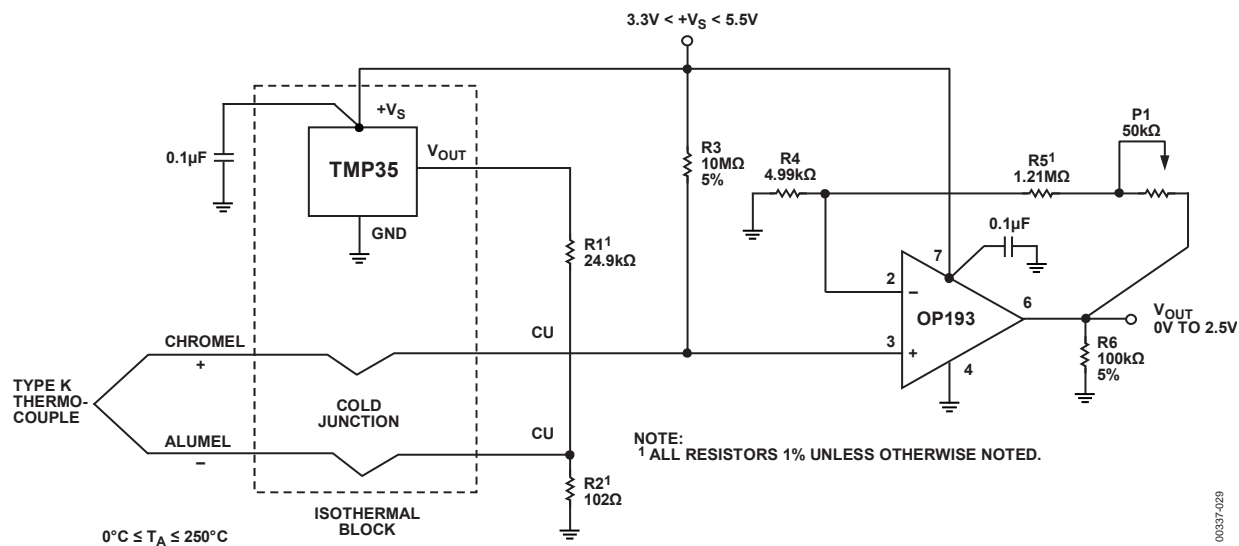 3.3V < +VS < 5.5V
P1
50kΩ
+VS
0.1µF
TMP35
VOUT
GND
R3
10MΩ
5%
R4
4.99kΩ
R5¹
1.21MΩ
0.1µF
R1¹
24.9kΩ
7
2
−
OP193
6
VOUT
0V TO 2.5V
3
+
4
R6
100kΩ
5%
CHROMEL
+
CU
TYPE K
THERMO-
COUPLE
COLD
JUNCTION
ALUMEL
−
CU
NOTE:
¹ ALL RESISTORS 1% UNLESS OTHERWISE NOTED.
R2¹
102Ω
ISOTHERMAL
BLOCK
0°C ≤ TA ≤ 250°C
00337-029